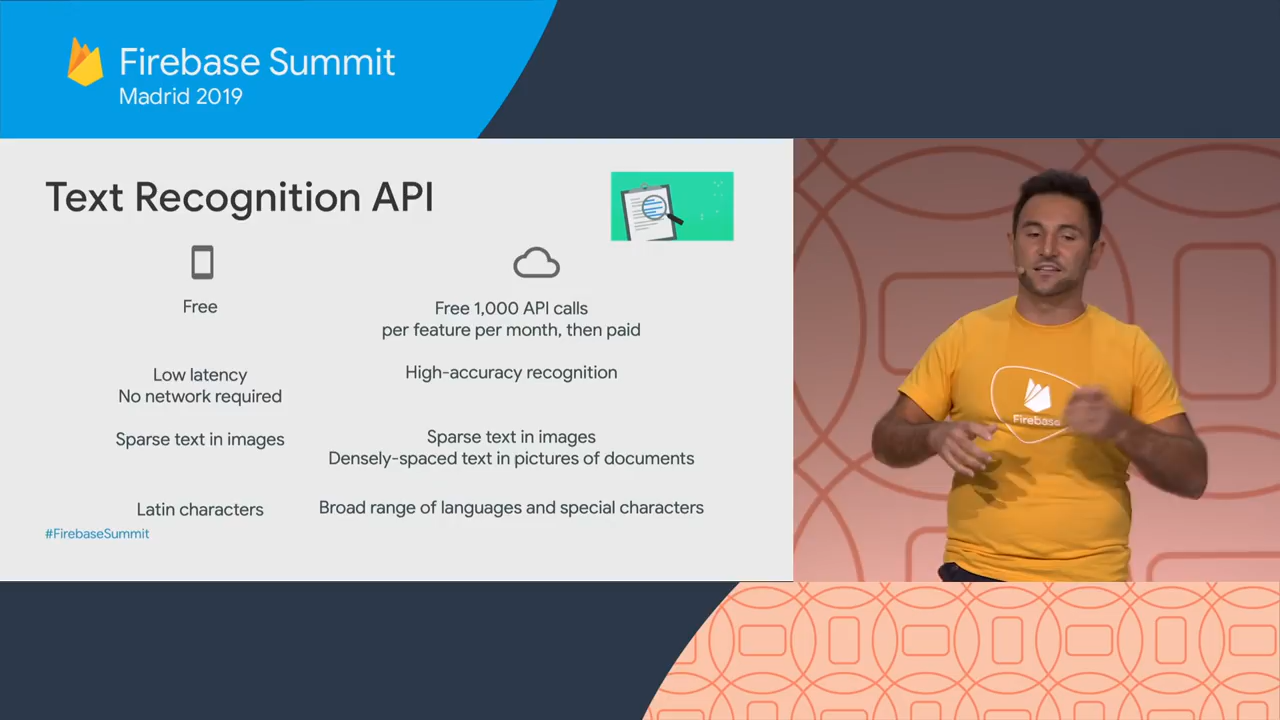 Firebase Summit
Madrid 2019
Text Recognition API
Free
Free 1,000 API calls
per feature per month, then paid
Low latency
No network required
High-accuracy recognition
Sparse text in images
Sparse text in images
Densely-spaced text in pictures of documents
Latin characters
Broad range of languages and special characters
#FirebaseSummit
Firebase